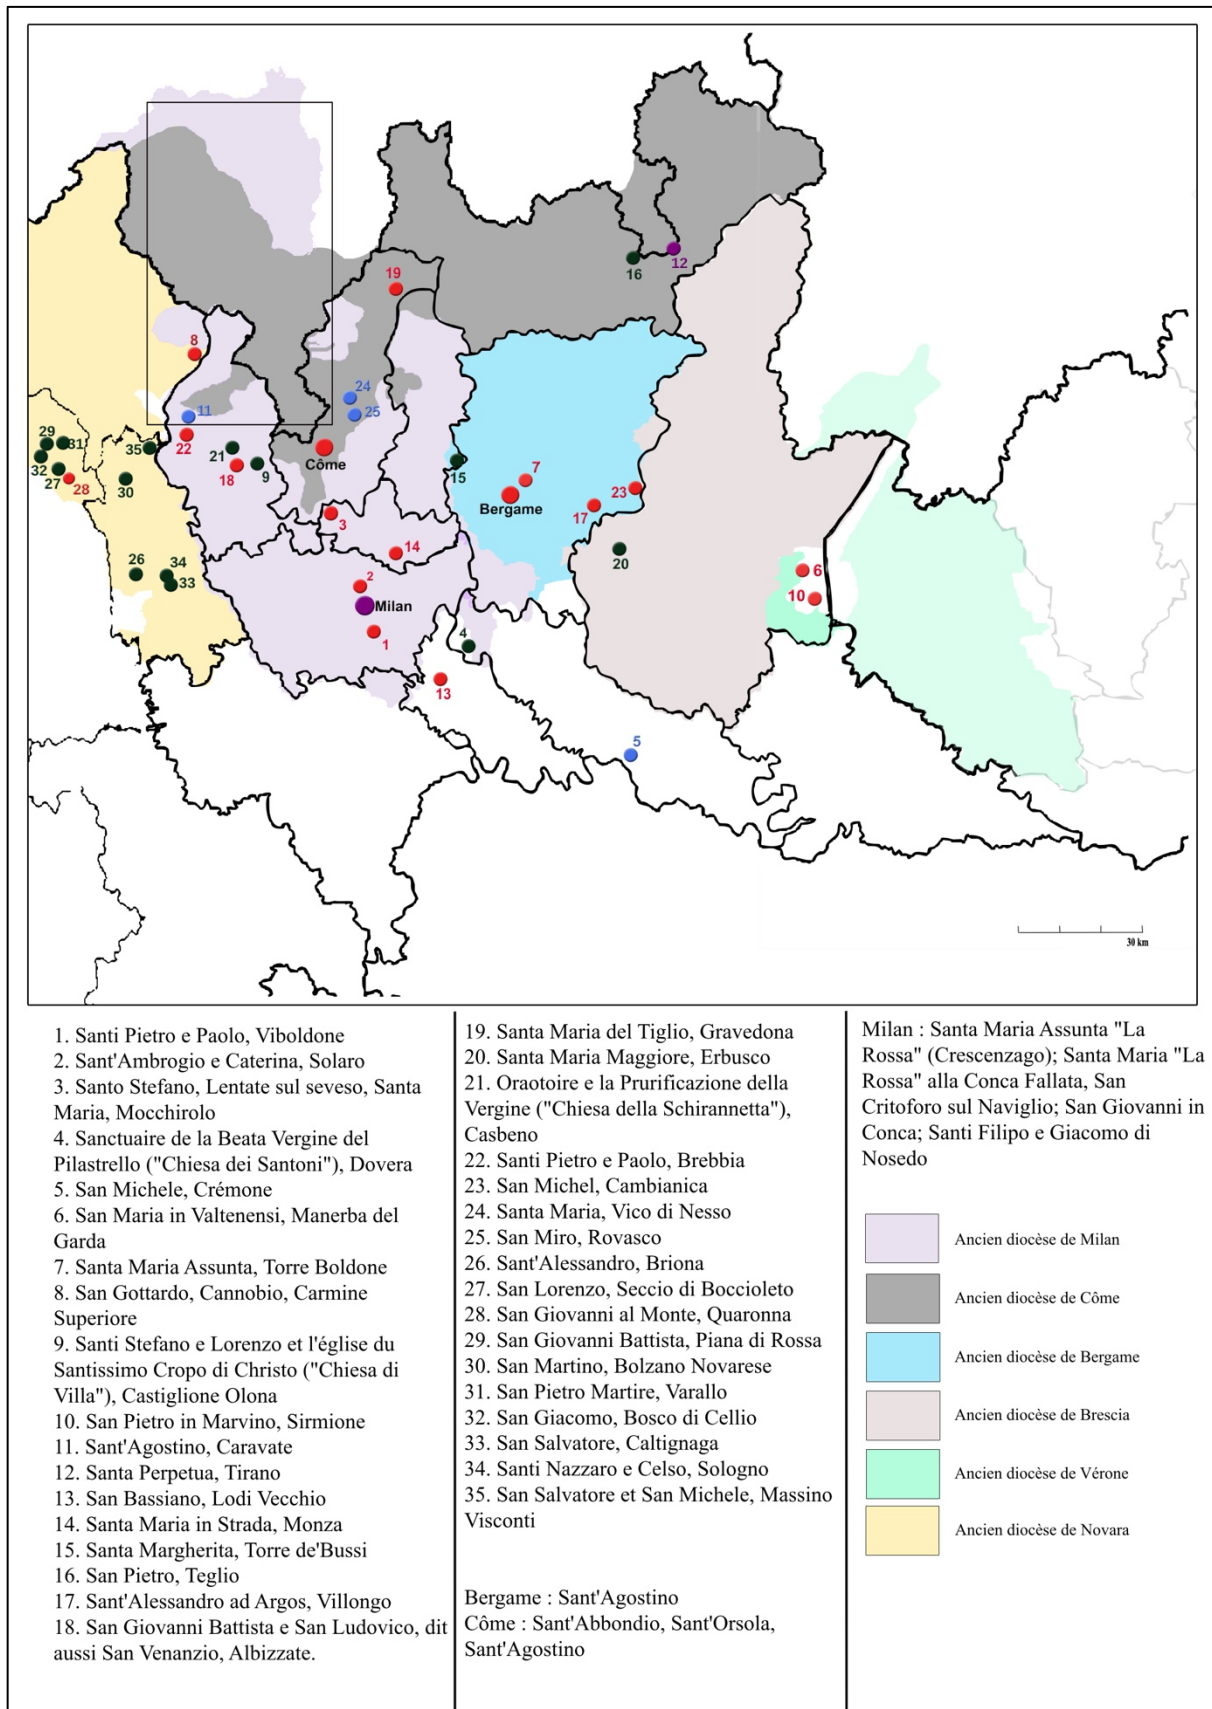 19
16
12
8
24
11
25
29
31
22
35
21
32
27
28
30
18
9
Côme
15
7
Bergame
23
17
3
14
20
26
34
33
2
Milan
1
4
13
6
10
5
30 km
1. Santi Pietro e Paolo, Viboldone
2. Sant'Ambrogio e Caterina, Solaro
3. Santo Stefano, Lentate sul seveso, Santa
Maria, Mocchirolo
4. Sanctuaire de la Beata Vergine del
Pilastrello ("Chiesa dei Santoni"), Dovera
5. San Michele, Crémone
6. San Maria in Valtenensi, Manerba del
Garda
7. Santa Maria Assunta, Torre Boldone
8. San Gottardo, Cannobio, Carmine
Superiore
9. Santi Stefano e Lorenzo et l'église du
Santissimo Cropo di Christo ("Chiesa di
Villa"), Castiglione Olona
10. San Pietro in Marvino, Sirmione
11. Sant'Agostino, Caravate
12. Santa Perpetua, Tirano
13. San Bassiano, Lodi Vecchio
14. Santa Maria in Strada, Monza
15. Santa Margherita, Torre de'Bussi
16. San Pietro, Teglio
17. Sant'Alessandro ad Argos, Villongo
18. San Giovanni Battista e San Ludovico, dit
aussi San Venanzio, Albizzate.
19. Santa Maria del Tiglio, Gravedona
20. Santa Maria Maggiore, Erbusco
21. Oraotoire e la Prurificazione della
Vergine ("Chiesa della Schirannetta"),
Casbeno
22. Santi Pietro e Paolo, Brebbia
23. San Michel, Cambianica
24. Santa Maria, Vico di Nesso
25. San Miro, Rovasco
26. Sant'Alessandro, Briona
27. San Lorenzo, Seccio di Boccioleto
28. San Giovanni al Monte, Quaronna
29. San Giovanni Battista, Piana di Rossa
30. San Martino, Bolzano Novarese
31. San Pietro Martire, Varallo
32. San Giacomo, Bosco di Cellio
33. San Salvatore, Caltignaga
34. Santi Nazzaro e Celso, Sologno
35. San Salvatore et San Michele, Massino
Visconti
Bergame : Sant'Agostino
Côme : Sant'Abbondio, Sant'Orsola,
Sant'Agostino
Milan : Santa Maria Assunta "La
Rossa" (Crescenzago); Santa Maria "La
Rossa" alla Conca Fallata, San
Critoforo sul Naviglio; San Giovanni in
Conca; Santi Filipo e Giacomo di
Nosedo
Ancien diocèse de Milan
Ancien diocèse de Côme
Ancien diocèse de Bergame
Ancien diocèse de Brescia
Ancien diocèse de Vérone
Ancien diocèse de Novara